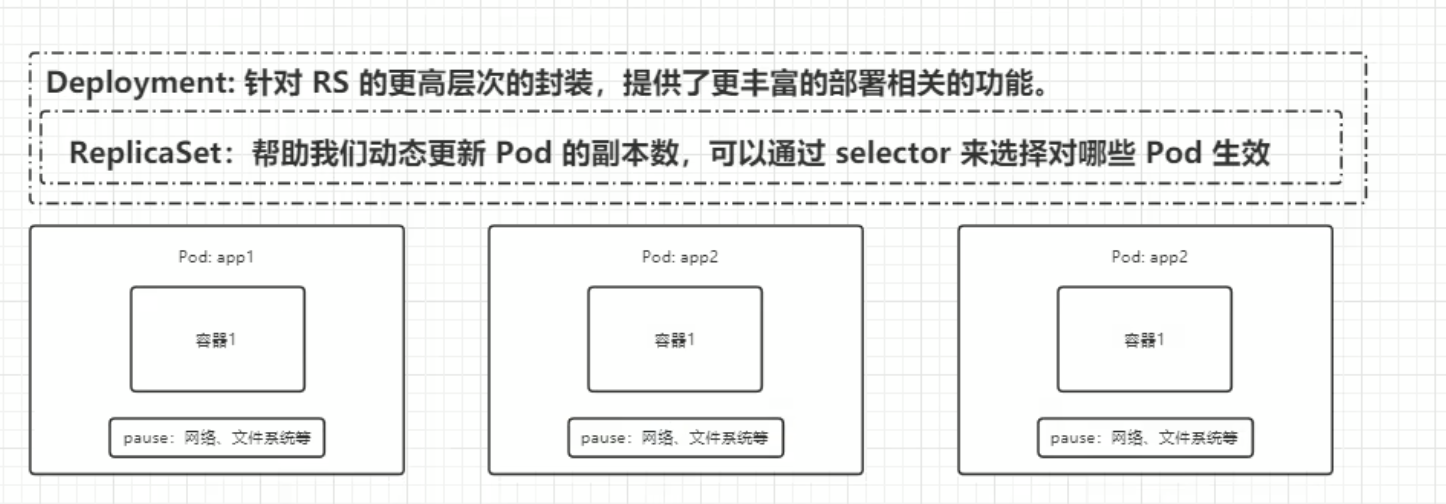 Deployment: 针对 RS 的更高层次的封装，提供了更丰富的部署相关的功能。
ReplicaSet：帮助我们动态更新 Pod 的副本数，可以通过 selector 来选择对哪些 Pod 生效
Pod: app1
容器1
pause：网络、文件系统等
Pod: app2
容器1
pause：网络、文件系统等
Pod: app2
容器1
pause：网络、文件系统等